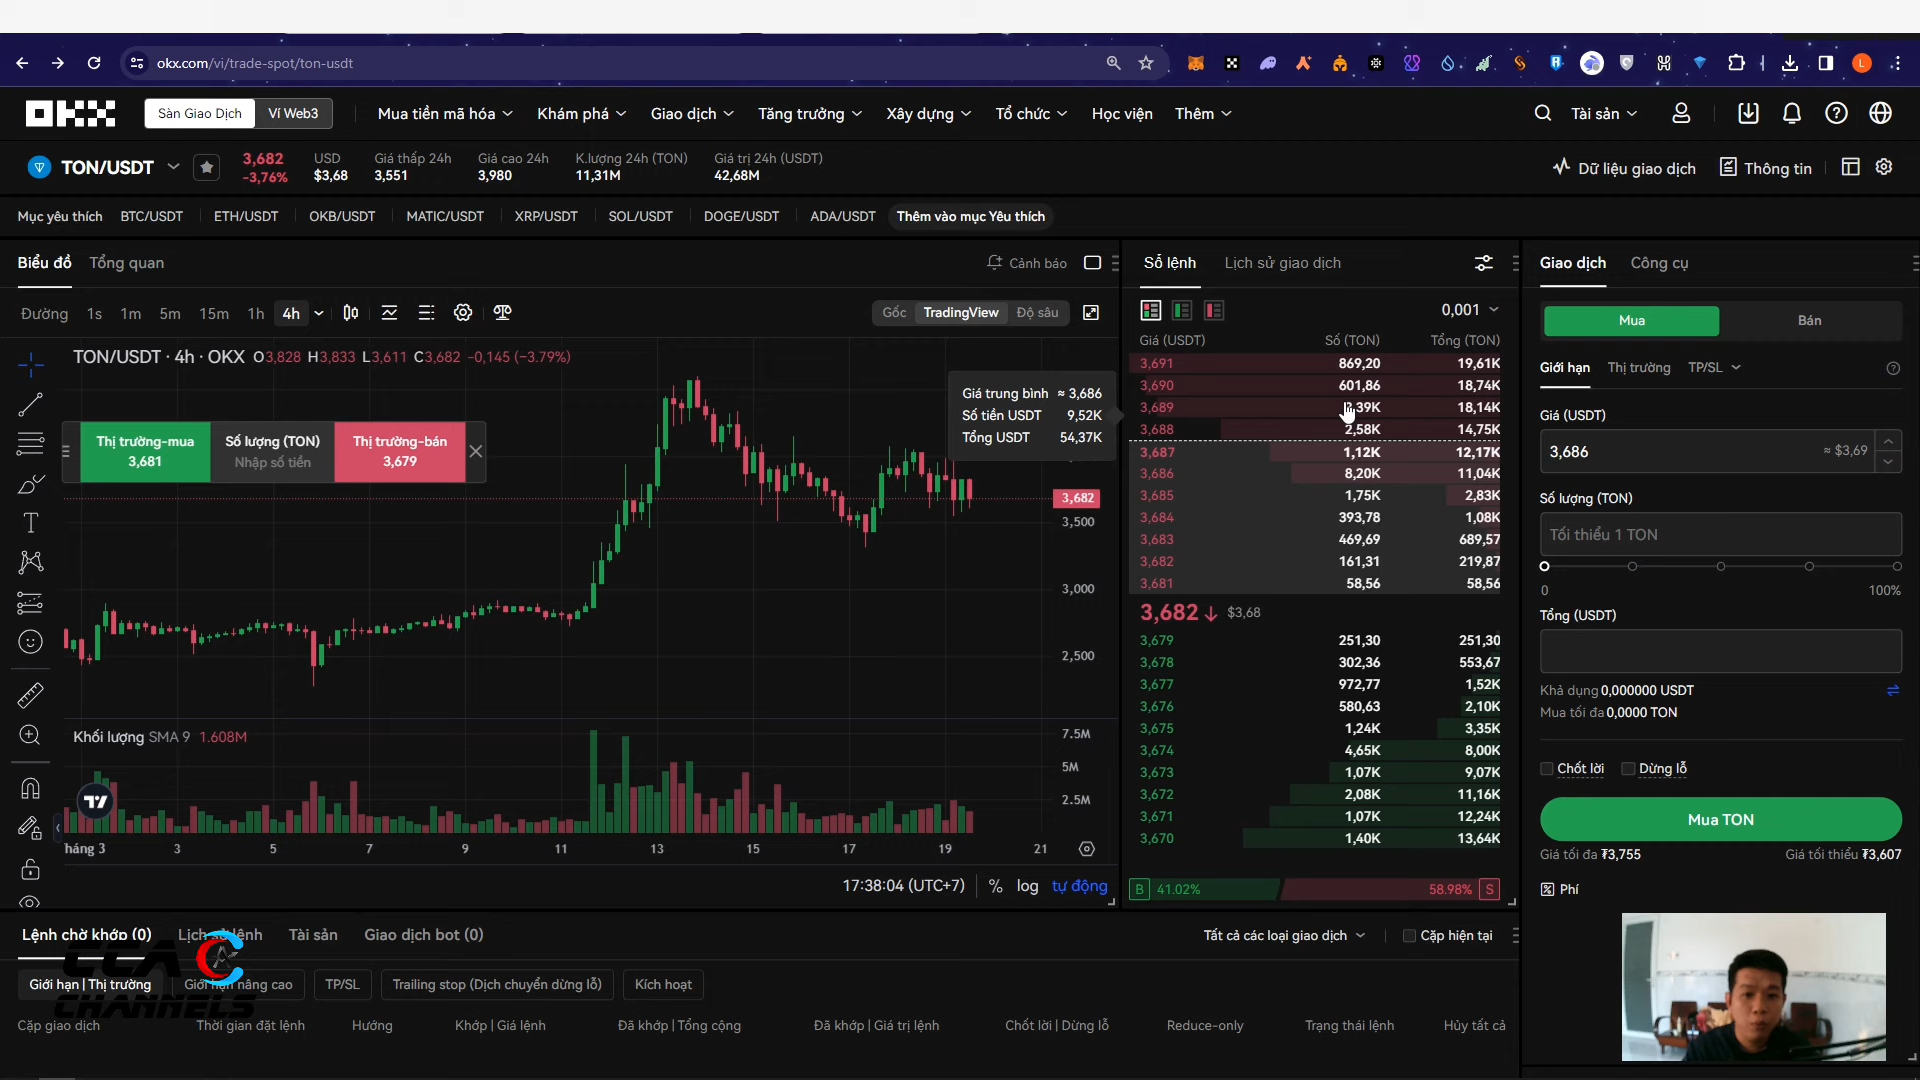 okx.com/vi/trade-spot/ton-usdt
OKX
Sàn Giao Dịch
Ví Web3
Mua tiền mã hóa
Khám phá
Giao dịch
Tăng trưởng
Xây dựng
Tổ chức
Học viện
Thêm
Tài sản
TON/USDT
3,682
-3,76%
USD
$3,68
Giá thấp 24h
3,551
Giá cao 24h
3,980
K.lượng 24h (TON)
11,31M
Giá trị 24h (USDT)
42,68M
Dữ liệu giao dịch
Thông tin
Mục yêu thích
BTC/USDT
ETH/USDT
OKB/USDT
MATIC/USDT
XRP/USDT
SOL/USDT
DOGE/USDT
ADA/USDT
Thêm vào mục Yêu thích
Biểu đồ
Tổng quan
Cảnh báo
Đường
1s
1m
5m
15m
1h
4h
Gốc
TradingView
Độ sâu
TON/USDT · 4h · OKX O3,828 H3,833 L3,611 C3,682 -0,145 (-3.79%)
Thị trường-mua
3,681
Số lượng (TON)
Nhập số tiền
Thị trường-bán
3,679
Giá trung bình ≈ 3,686
Số tiền USDT 9,52K
Tổng USDT 54,37K
3,682
3,500
3,000
2,500
Khối lượng SMA 9 1.608M
7.5M
5M
2.5M
háng 3
3
5
7
9
11
13
15
17
19
21
17:38:04 (UTC+7)
%
log
tự động
Sổ lệnh
Lịch sử giao dịch
0,001
Giá (USDT) Số (TON) Tổng (TON)
3,691 869,20 19,61K
3,690 601,86 18,74K
3,689 39K 18,14K
3,688 2,58K 14,75K
3,687 1,12K 12,17K
3,686 8,20K 11,04K
3,685 1,75K 2,83K
3,684 393,78 1,08K
3,683 469,69 689,57
3,682 161,31 219,87
3,681 58,56 58,56
3,682 ↓ $3,68
3,679 251,30 251,30
3,678 302,36 553,67
3,677 972,77 1,52K
3,676 580,63 2,10K
3,675 1,24K 3,35K
3,674 4,65K 8,00K
3,673 1,07K 9,07K
3,672 2,08K 11,16K
3,671 1,07K 12,24K
3,670 1,40K 13,64K
B 41.02%
58.98% S
Giao dịch
Công cụ
Mua
Bán
Giới hạn
Thị trường
TP/SL
Giá (USDT)
3,686
≈ $3,69
Số lượng (TON)
Tối thiểu 1 TON
0
100%
Tổng (USDT)
Khả dụng 0,000000 USDT
Mua tối đa 0,0000 TON
Chốt lời
Dừng lỗ
Mua TON
Giá tối đa ₮3,755
Giá tối thiểu ₮3,607
Phí
Lệnh chờ khớp (0)
Lịch sử lệnh
Tài sản
Giao dịch bot (0)
Tất cả các loại giao dịch
Cặp hiện tại
Giới hạn | Thị trường
Giới hạn nâng cao
TP/SL
Trailing stop (Dịch chuyển dừng lỗ)
Kích hoạt
CCA
CHANNELS
Cặp giao dịch
Thời gian đặt lệnh
Hướng
Khớp | Giá lệnh
Đã khớp | Tổng cộng
Đã khớp | Giá trị lệnh
Chốt lời | Dừng lỗ
Reduce-only
Trạng thái lệnh
Hủy tất cả